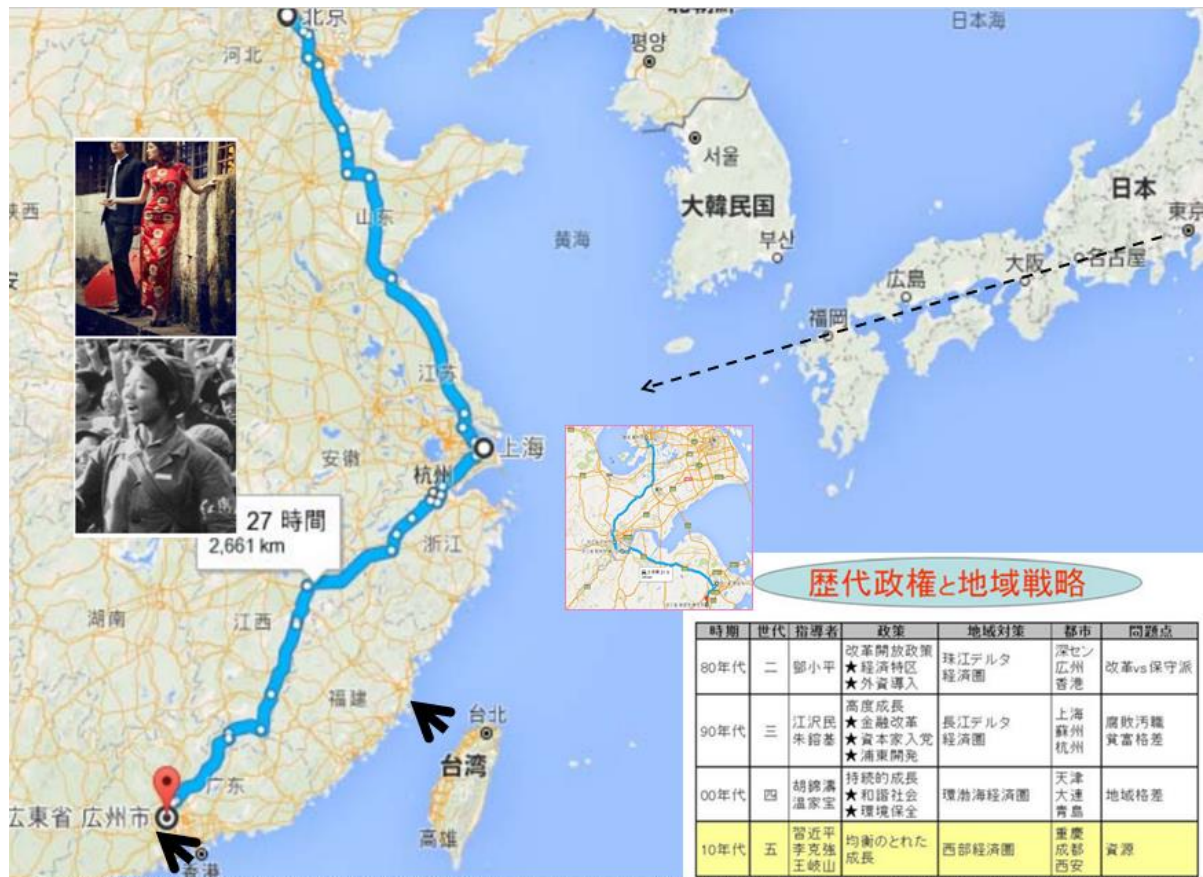 北京
日本海
河北
평양
서울
日本
大韓民国
東京
山东
부산
黄海
名古屋
大阪
広島
福岡
江苏
上海
安徽
杭州
27 時間
2,661 km
浙江
湖南
江西
福建
台北
台湾
广东
広東省 広州市
高雄
香港
歴代政権と地域戦略
時期 世代 指導者 政策 地域対策 都市 問題点
80年代 二 鄧小平 改革開放政策 ★経済特区 ★外資導入 珠江デルタ 経済圏 深セン 広州 香港 改革vs保守派
90年代 三 江沢民 朱鎔基 高度成長 ★金融改革 ★資本家入党 ★浦東開発 長江デルタ 経済圏 上海 蘇州 杭州 腐敗汚職 貧富格差
00年代 四 胡錦濤 温家宝 持続的成長 ★和諧社会 ★環境保全 環渤海経済圏 天津 大連 青島 地域格差
10年代 五 習近平 李克強 王岐山 均衡のとれた 成長 西部経済圏 重慶 成都 西安 資源